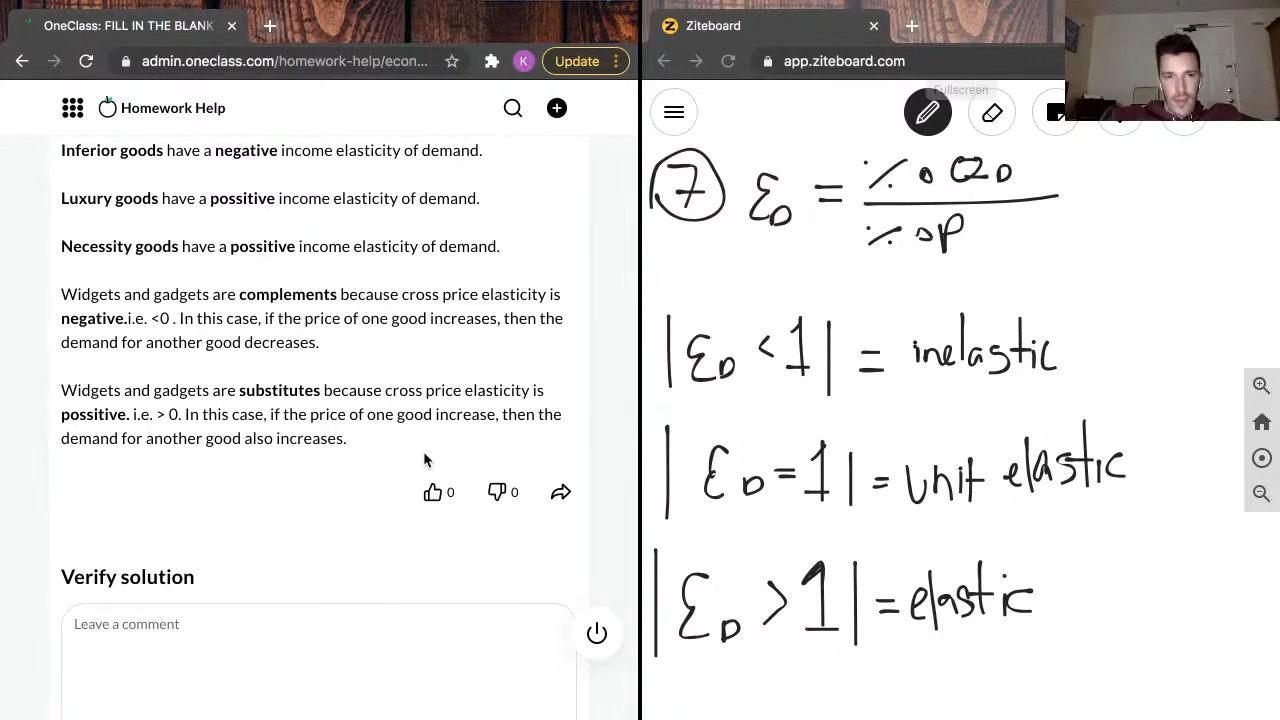 OneClass: FILL IN THE BLANK
admin.oneclass.com/homework-help/econ...
K
Update
Homework Help
Inferior goods have a negative income elasticity of demand.
Luxury goods have a possitive income elasticity of demand.
Necessity goods have a possitive income elasticity of demand.
Widgets and gadgets are complements because cross price elasticity is
negative.i.e. <0 . In this case, if the price of one good increases, then the
demand for another good decreases.
Widgets and gadgets are substitutes because cross price elasticity is
possitive. i.e. > 0. In this case, if the price of one good increase, then the
demand for another good also increases.
0 0
Verify solution
Leave a comment
Ziteboard
app.ziteboard.com
Fullscreen
7 ℇD = %ΔQD
%ΔP
|ℇD < 1| = inelastic
|ℇD = 1| = unit elastic
|ℇD > 1| = elastic